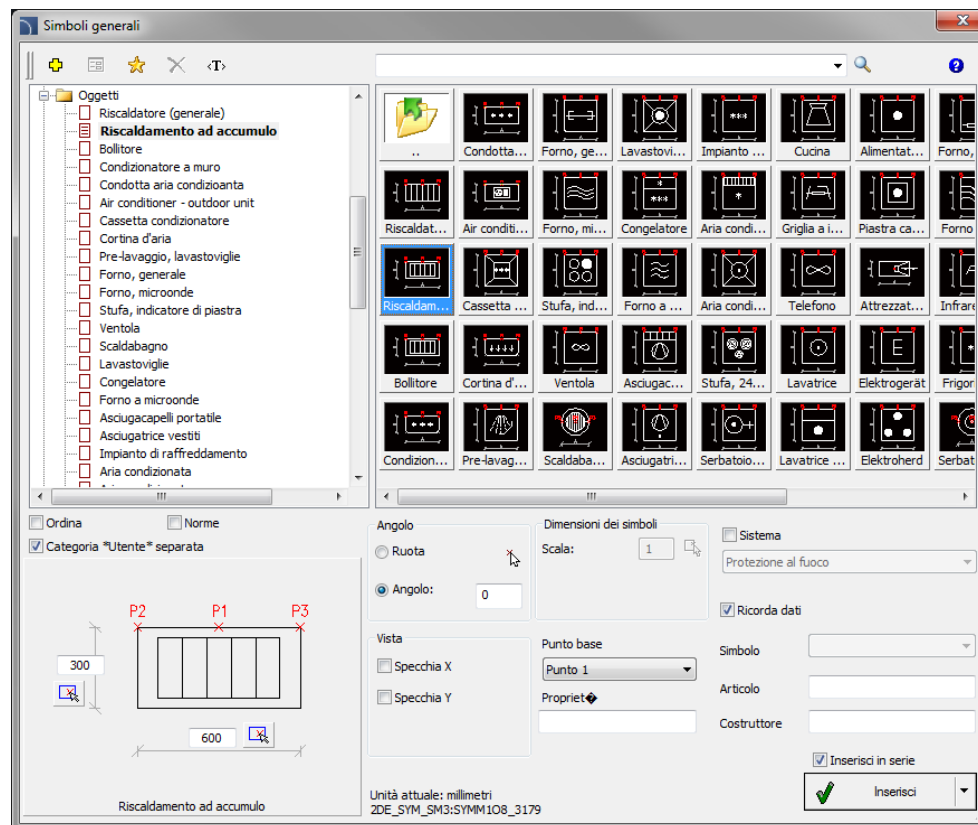 Simboli generali
<T>
Oggetti
Riscaldatore (generale)
Riscaldamento ad accumulo
Bollitore
Condizionatore a muro
Condotta aria condizioanta
Air conditioner - outdoor unit
Cassetta condizionatore
Cortina d'aria
Pre-lavaggio, lavastoviglie
Forno, generale
Forno, microonde
Stufa, indicatore di piastra
Ventola
Scaldabagno
Lavastoviglie
Congelatore
Forno a microonde
Asciugacapelli portatile
Asciugatrice vestiti
Impianto di raffreddamento
Aria condizionata
.. Condotta... Forno, ge... Lavastovi... Impianto ... Cucina Alimentat... Forno,
Riscaldat... Air conditi... Forno, mi... Congelatore Aria condi... Griglia a i... Piastra ca... Forno
Riscaldam... Cassetta ... Stufa, ind... Forno a ... Aria condi... Telefono Attrezzat... Infrare
Bollitore Cortina d'... Ventola Asciugac... Stufa, 24... Lavatrice Elektrogerät Frigor
Condizion... Pre-lavag... Scaldaba... Asciugatri... Serbatoio... Lavatrice ... Elektroherd Serbat
Ordina Norme
Categoria *Utente* separata
P2 P1 P3
300
600
Riscaldamento ad accumulo
Angolo
Ruota
Angolo: 0
Dimensioni dei simboli
Scala: 1
Sistema
Protezione al fuoco
Ricorda dati
Vista
Specchia X
Specchia Y
Punto base
Punto 1
Propriet�
Simbolo
Articolo
Costruttore
Inserisci in serie
Inserisci
Unità attuale: millimetri
2DE_SYM_SM3:SYMM1O8_3179